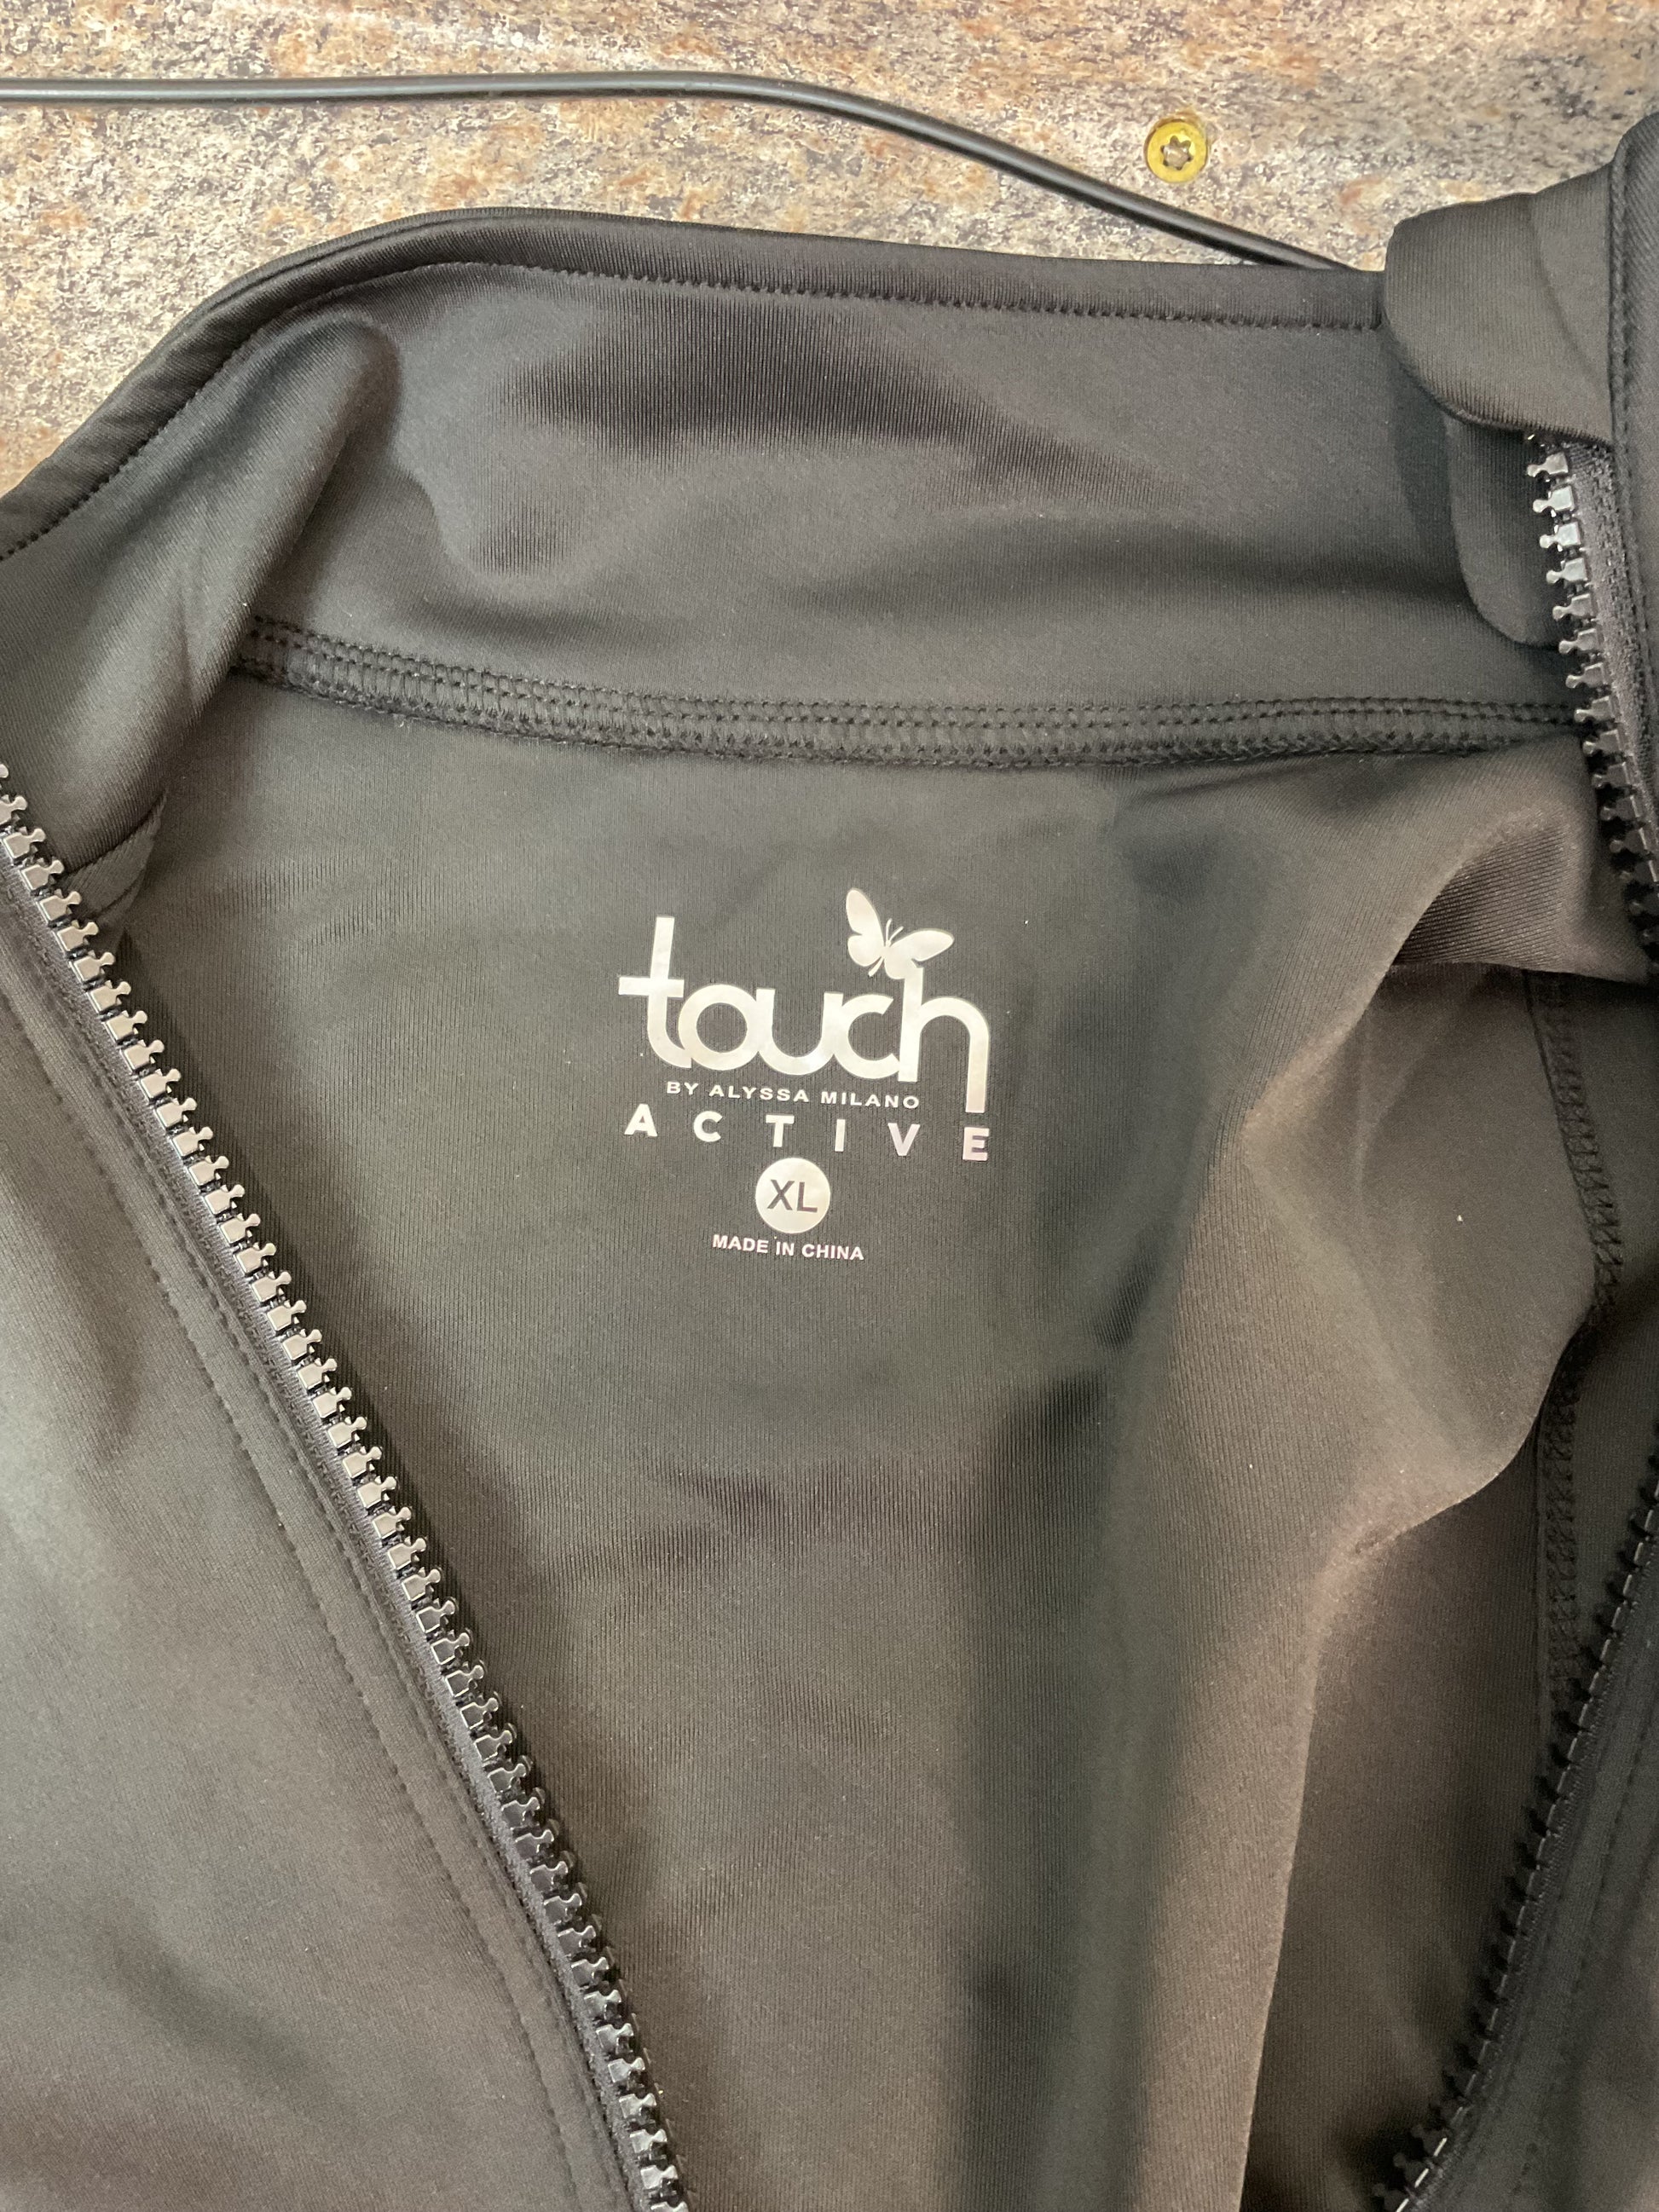 touch
BY ALYSSA MILANO
ACTIVE
XL
MADE IN CHINA